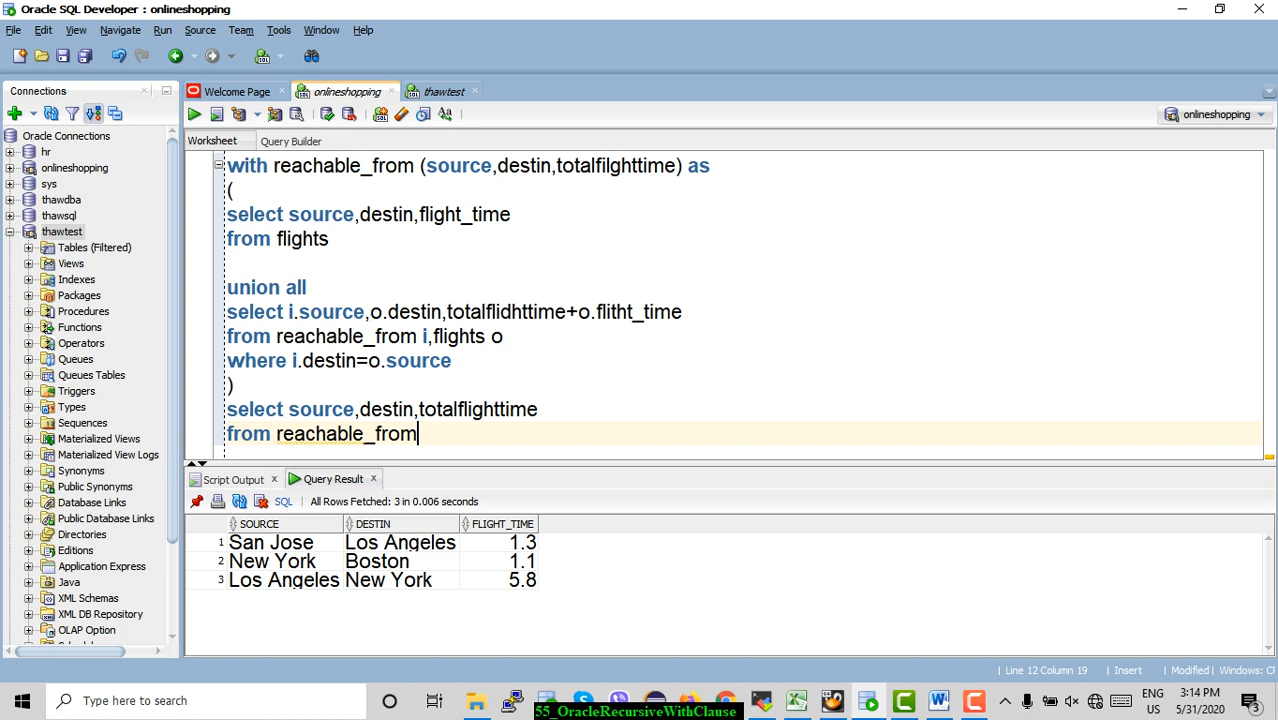 Oracle SQL Developer : onlineshopping
File Edit View Navigate Run Source Team Tools Window Help
Connections
Welcome Page onlineshopping thawtest
onlineshopping
Oracle Connections
hr
onlineshopping
sys
thawdba
thawsql
thawtest
Tables (Filtered)
Views
Indexes
Packages
Procedures
Functions
Operators
Queues
Queues Tables
Triggers
Types
Sequences
Materialized Views
Materialized View Logs
Synonyms
Public Synonyms
Database Links
Public Database Links
Directories
Editions
Application Express
Java
XML Schemas
XML DB Repository
OLAP Option
Worksheet Query Builder
with reachable_from (source,destin,totalfilghttime) as
(
select source,destin,flight_time
from flights
union all
select i.source,o.destin,totalflidhttime+o.flitht_time
from reachable_from i,flights o
where i.destin=o.source
)
select source,destin,totalflighttime
from reachable_from
Script Output Query Result
SQL All Rows Fetched: 3 in 0.006 seconds
SOURCE DESTIN FLIGHT_TIME
1 San Jose Los Angeles 1.3
2 New York Boston 1.1
3 Los Angeles New York 5.8
Line 12 Column 19 Insert Modified Windows: CF
Type here to search
55_OracleRecursiveWithClause
ENG
US
3:14 PM
5/31/2020
3